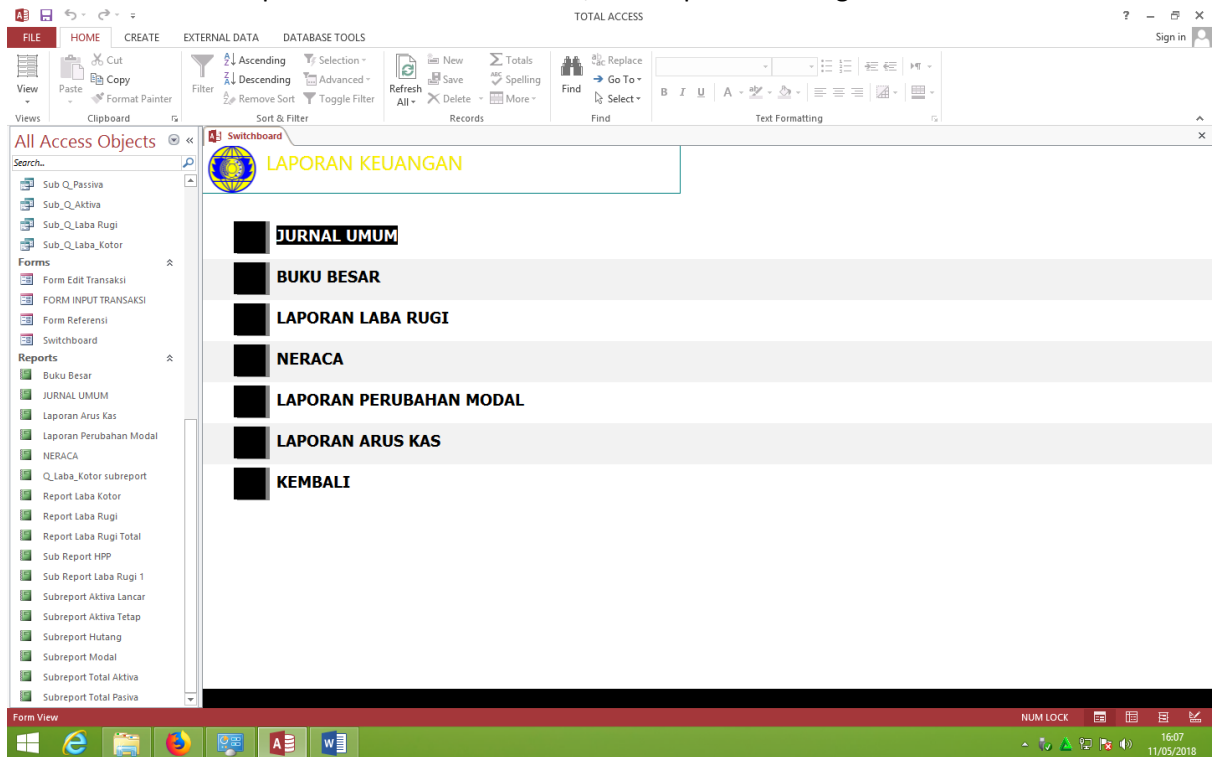 TOTAL ACCESS
?
FILE HOME CREATE EXTERNAL DATA DATABASE TOOLS Sign in
View
Paste
Cut
Copy
Format Painter
Filter
Ascending
Descending
Remove Sort
Selection
Advanced
Toggle Filter
Refresh All
New
Save
Delete
Totals
Spelling
More
Find
Replace
Go To
Select
B I U A
Views Clipboard Sort & Filter Records Find Text Formatting
All Access Objects
Search..
Sub Q_Passiva
Sub_Q_Aktiva
Sub_Q_Laba Rugi
Sub_Q_Laba_Kotor
Forms
Form Edit Transaksi
FORM INPUT TRANSAKSI
Form Referensi
Switchboard
Reports
Buku Besar
JURNAL UMUM
Laporan Arus Kas
Laporan Perubahan Modal
NERACA
Q_Laba_Kotor subreport
Report Laba Kotor
Report Laba Rugi
Report Laba Rugi Total
Sub Report HPP
Sub Report Laba Rugi 1
Subreport Aktiva Lancar
Subreport Aktiva Tetap
Subreport Hutang
Subreport Modal
Subreport Total Aktiva
Subreport Total Pasiva
Switchboard
LAPORAN KEUANGAN
JURNAL UMUM
BUKU BESAR
LAPORAN LABA RUGI
NERACA
LAPORAN PERUBAHAN MODAL
LAPORAN ARUS KAS
KEMBALI
Form View NUM LOCK
16:07
11/05/2018